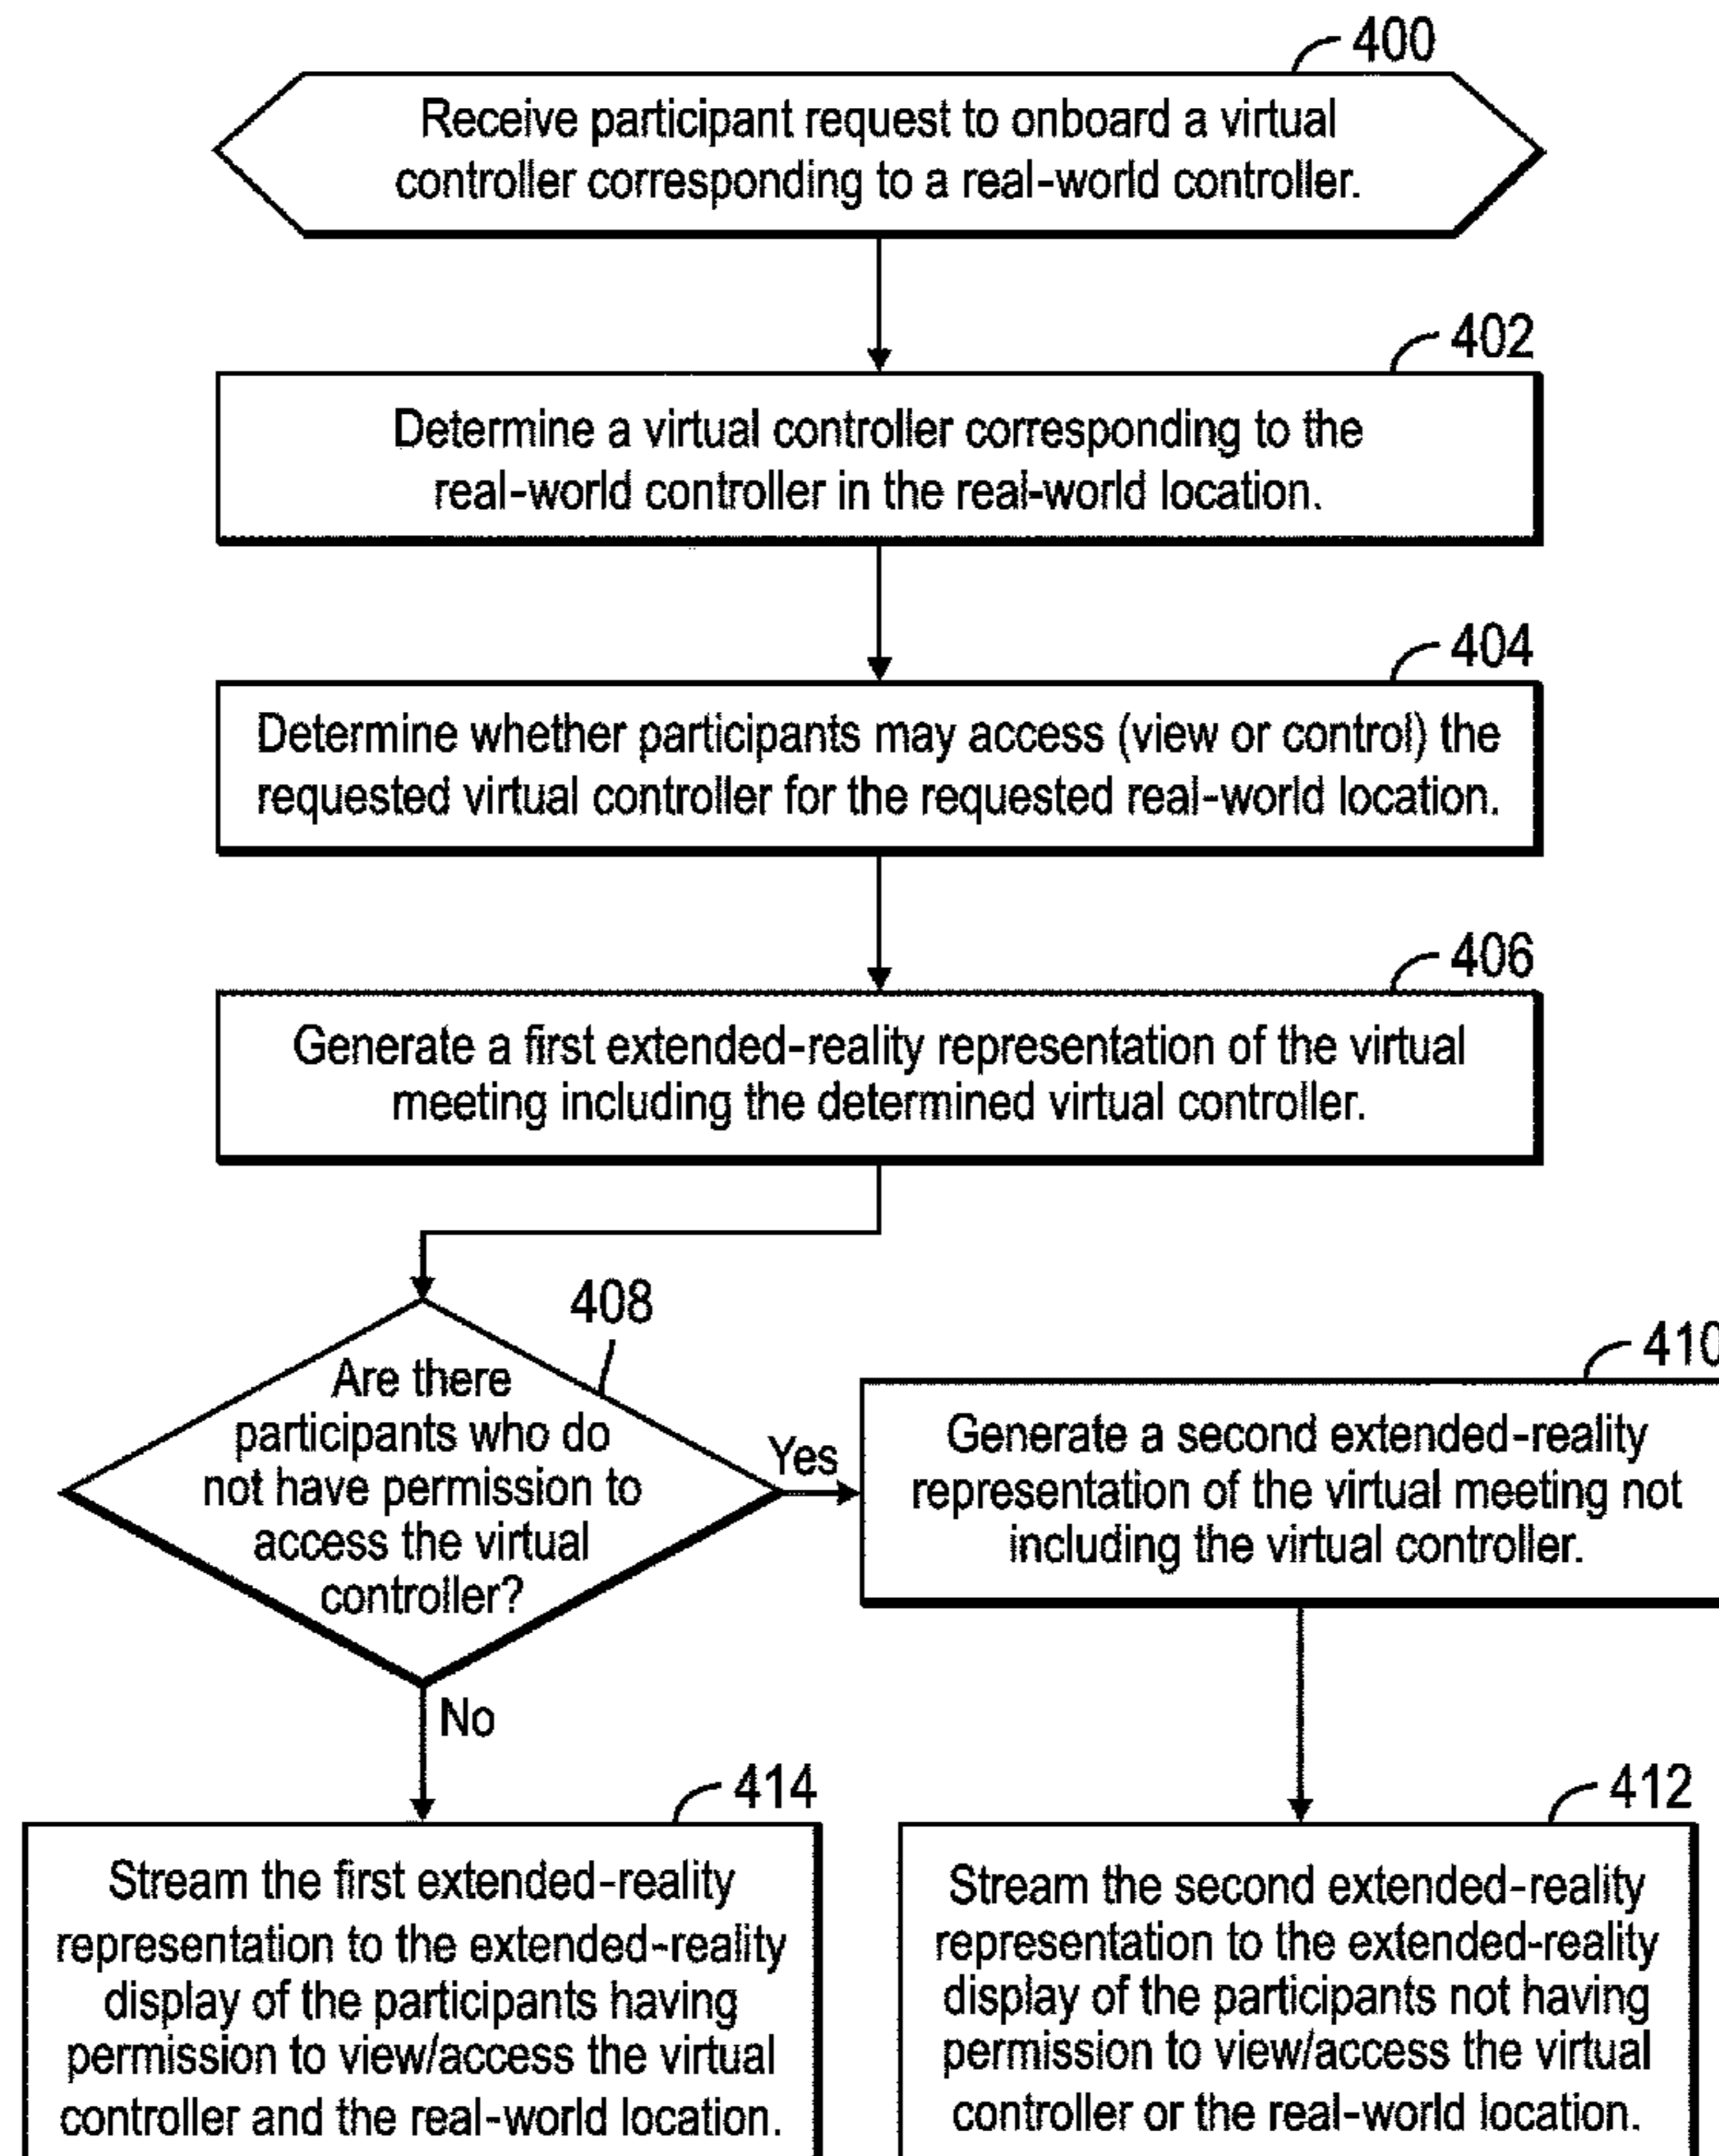 400
Receive participant request to onboard a virtual
controller corresponding to a real-world controller.
402
Determine a virtual controller corresponding to the
real-world controller in the real-world location.
404
Determine whether participants may access (view or control) the
requested virtual controller for the requested real-world location.
406
Generate a first extended-reality representation of the virtual
meeting including the determined virtual controller.
408
Are there
participants who do
not have permission to
access the virtual
controller?
Yes
410
Generate a second extended-reality
representation of the virtual meeting not
including the virtual controller.
No
414
Stream the first extended-reality
representation to the extended-reality
display of the participants having
permission to view/access the virtual
controller and the real-world location.
412
Stream the second extended-reality
representation to the extended-reality
display of the participants not having
permission to view/access the virtual
controller or the real-world location.